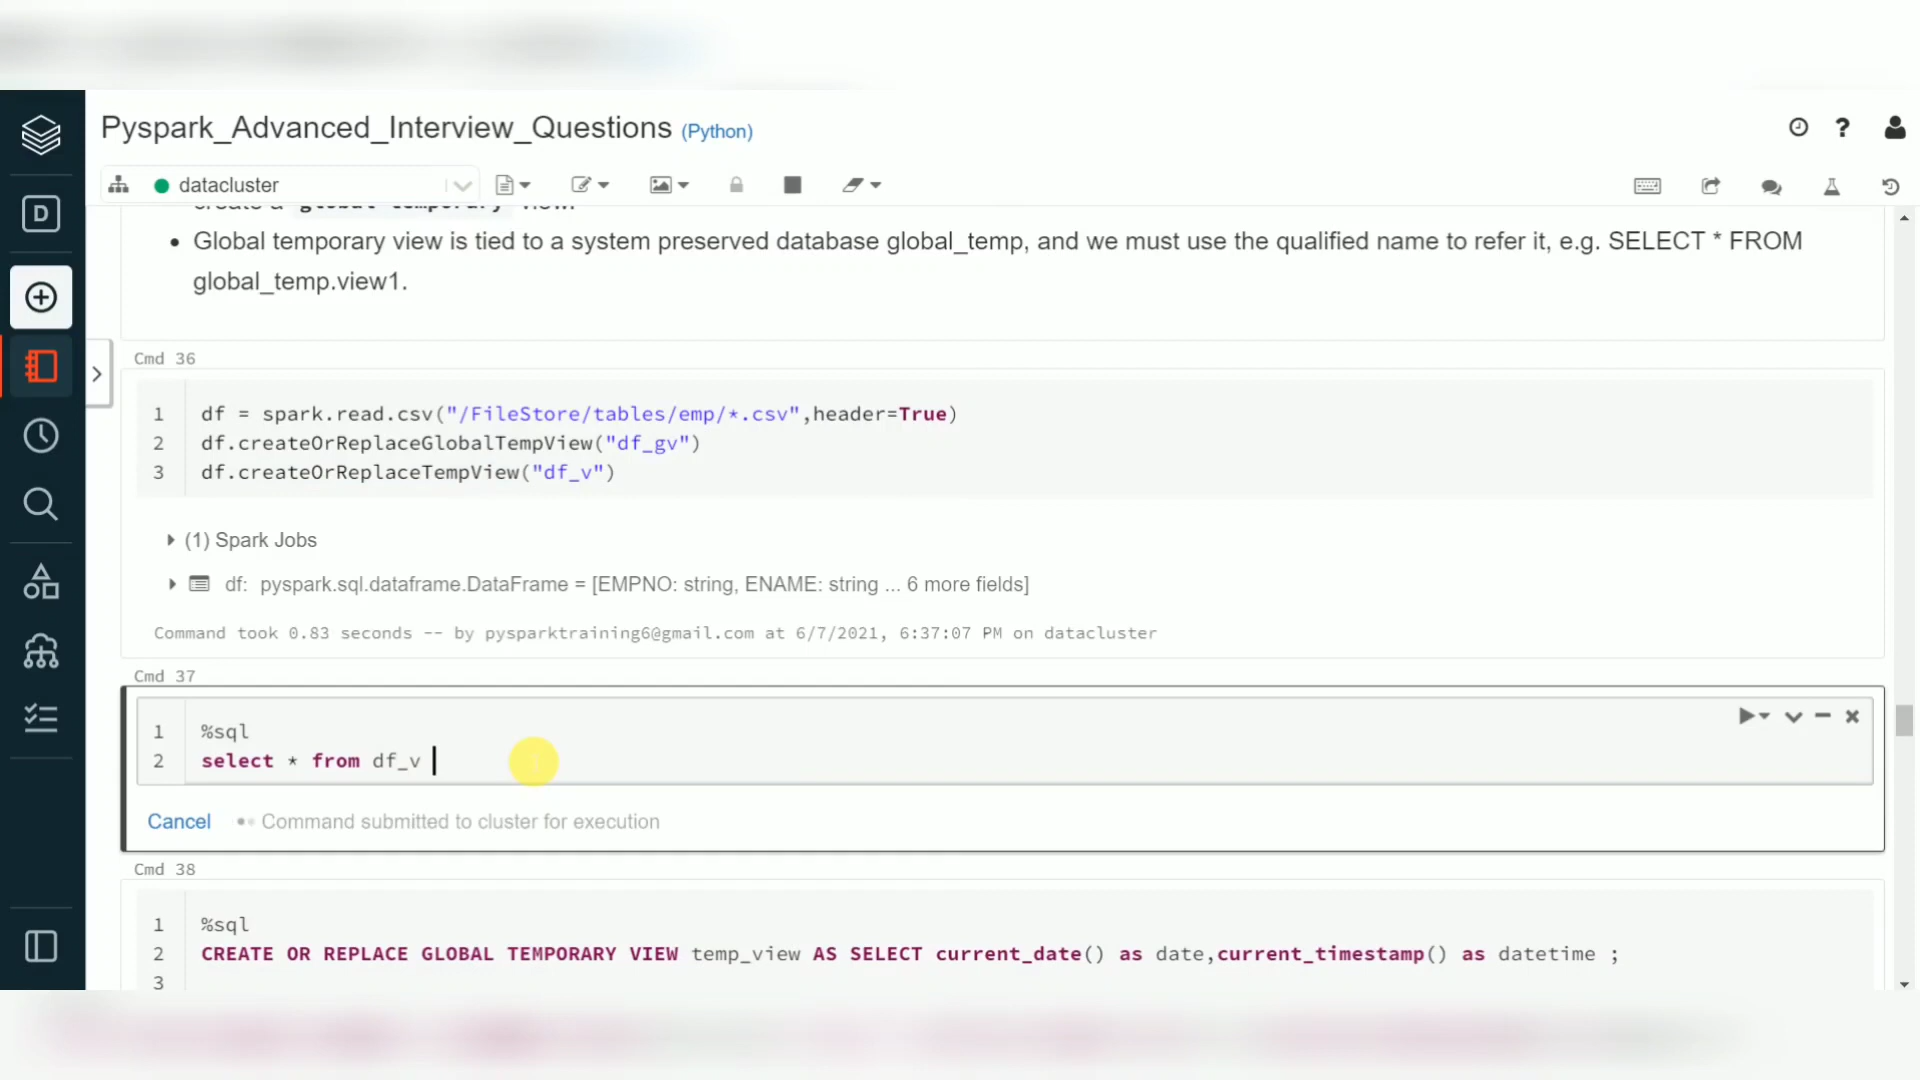 Pyspark_Advanced_Interview_Questions (Python)
datacluster
create a global temporary view.
• Global temporary view is tied to a system preserved database global_temp, and we must use the qualified name to refer it, e.g. SELECT * FROM
global_temp.view1.
Cmd 36
1 df = spark.read.csv("/FileStore/tables/emp/*.csv",header=True)
2 df.createOrReplaceGlobalTempView("df_gv")
3 df.createOrReplaceTempView("df_v")
(1) Spark Jobs
df: pyspark.sql.dataframe.DataFrame = [EMPNO: string, ENAME: string ... 6 more fields]
Command took 0.83 seconds -- by pysparktraining6@gmail.com at 6/7/2021, 6:37:07 PM on datacluster
Cmd 37
1 %sql
2 select * from df_v
Cancel Command submitted to cluster for execution
Cmd 38
1 %sql
2 CREATE OR REPLACE GLOBAL TEMPORARY VIEW temp_view AS SELECT current_date() as date,current_timestamp() as datetime ;
3